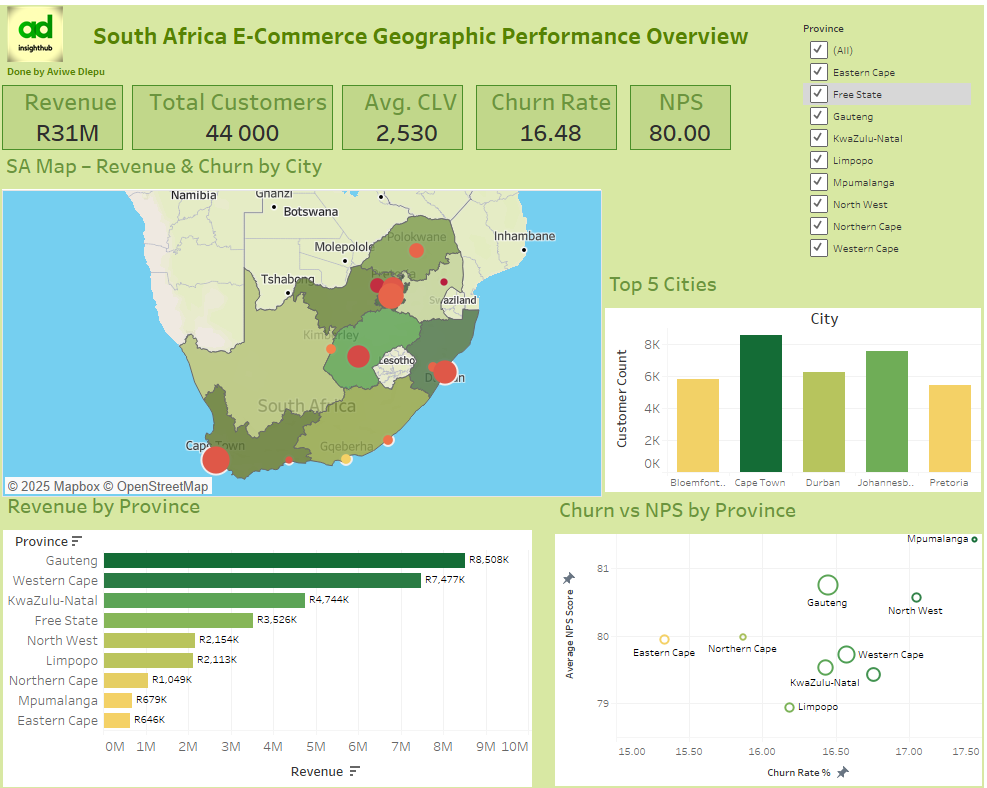 ad
insighthub
South Africa E-Commerce Geographic Performance Overview
Done by Aviwe Dlepu
Province
(All)
Eastern Cape
Free State
Gauteng
KwaZulu-Natal
Limpopo
Mpumalanga
North West
Northern Cape
Western Cape
Revenue
R31M
Total Customers
44 000
Avg. CLV
2,530
Churn Rate
16.48
NPS
80.00
SA Map – Revenue & Churn by City
Namibia
Ghanzi
Botswana
Molepolole
Polokwane
Inhambane
Tshabong
Swaziland
Kimberley
Lesotho
South Africa
Cape Town
Gqeberha
© 2025 Mapbox © OpenStreetMap
Top 5 Cities
City
Customer Count
8K
6K
4K
2K
0K
Bloemfont..
Cape Town
Durban
Johannesb..
Pretoria
Revenue by Province
Province
Gauteng R8,508K
Western Cape R7,477K
KwaZulu-Natal R4,744K
Free State R3,526K
North West R2,154K
Limpopo R2,113K
Northern Cape R1,049K
Mpumalanga R679K
Eastern Cape R646K
0M 1M 2M 3M 4M 5M 6M 7M 8M 9M 10M
Revenue
Churn vs NPS by Province
Average NPS Score
81
80
79
Mpumalanga
Gauteng
North West
Eastern Cape
Northern Cape
Western Cape
KwaZulu-Natal
Limpopo
15.00 15.50 16.00 16.50 17.00 17.50
Churn Rate %